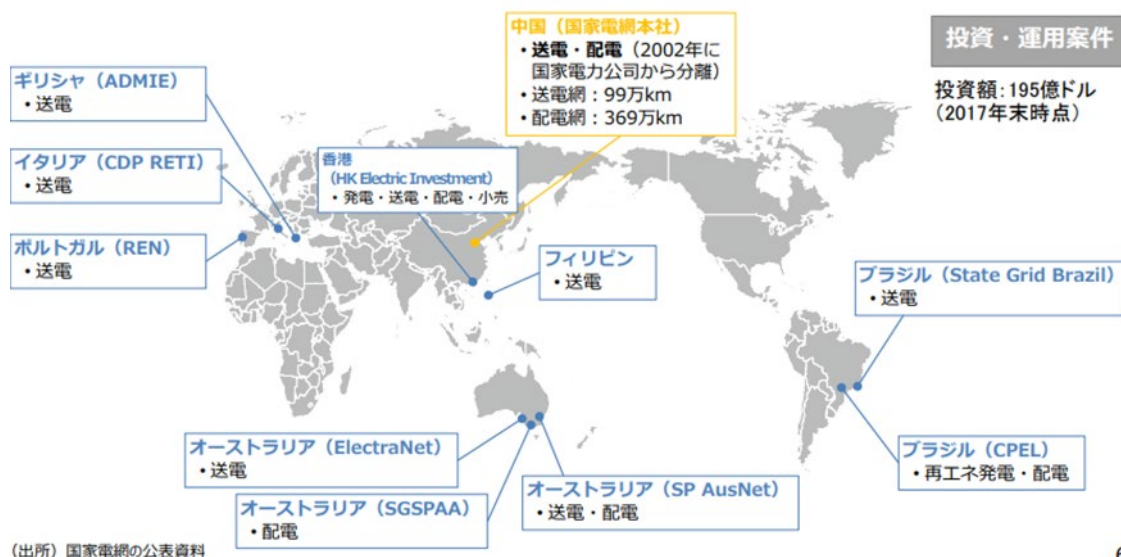 投資・運用案件
投資額：195億ドル
（2017年末時点）
中国（国家電網本社）
・送電・配電（2002年に
国家電力公司から分離）
・送電網：99万km
・配電網：369万km
ギリシャ（ADMIE）
・送電
イタリア（CDP RETI）
・送電
ポルトガル（REN）
・送電
香港
（HK Electric Investment）
・発電・送電・配電・小売
フィリピン
・送電
ブラジル（State Grid Brazil）
・送電
ブラジル（CPEL）
・再エネ発電・配電
オーストラリア（ElectraNet）
・送電
オーストラリア（SGSPAA）
・配電
オーストラリア（SP AusNet）
・送電・配電
（出所）国家電網の公表資料
6